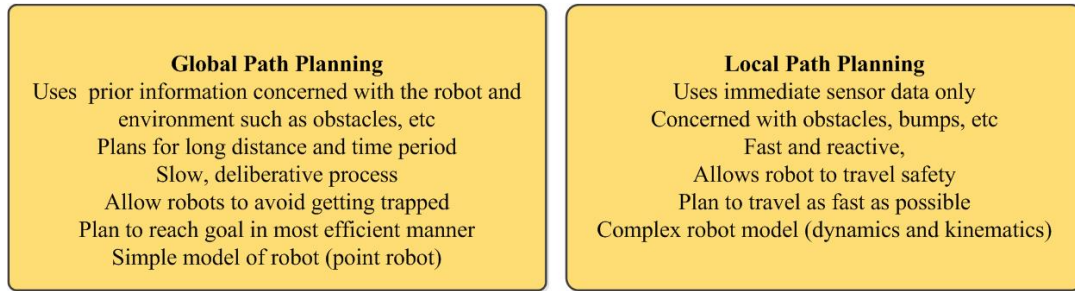 Global Path Planning
Uses prior information concerned with the robot and
environment such as obstacles, etc
Plans for long distance and time period
Slow, deliberative process
Allow robots to avoid getting trapped
Plan to reach goal in most efficient manner
Simple model of robot (point robot)
Local Path Planning
Uses immediate sensor data only
Concerned with obstacles, bumps, etc
Fast and reactive,
Allows robot to travel safety
Plan to travel as fast as possible
Complex robot model (dynamics and kinematics)